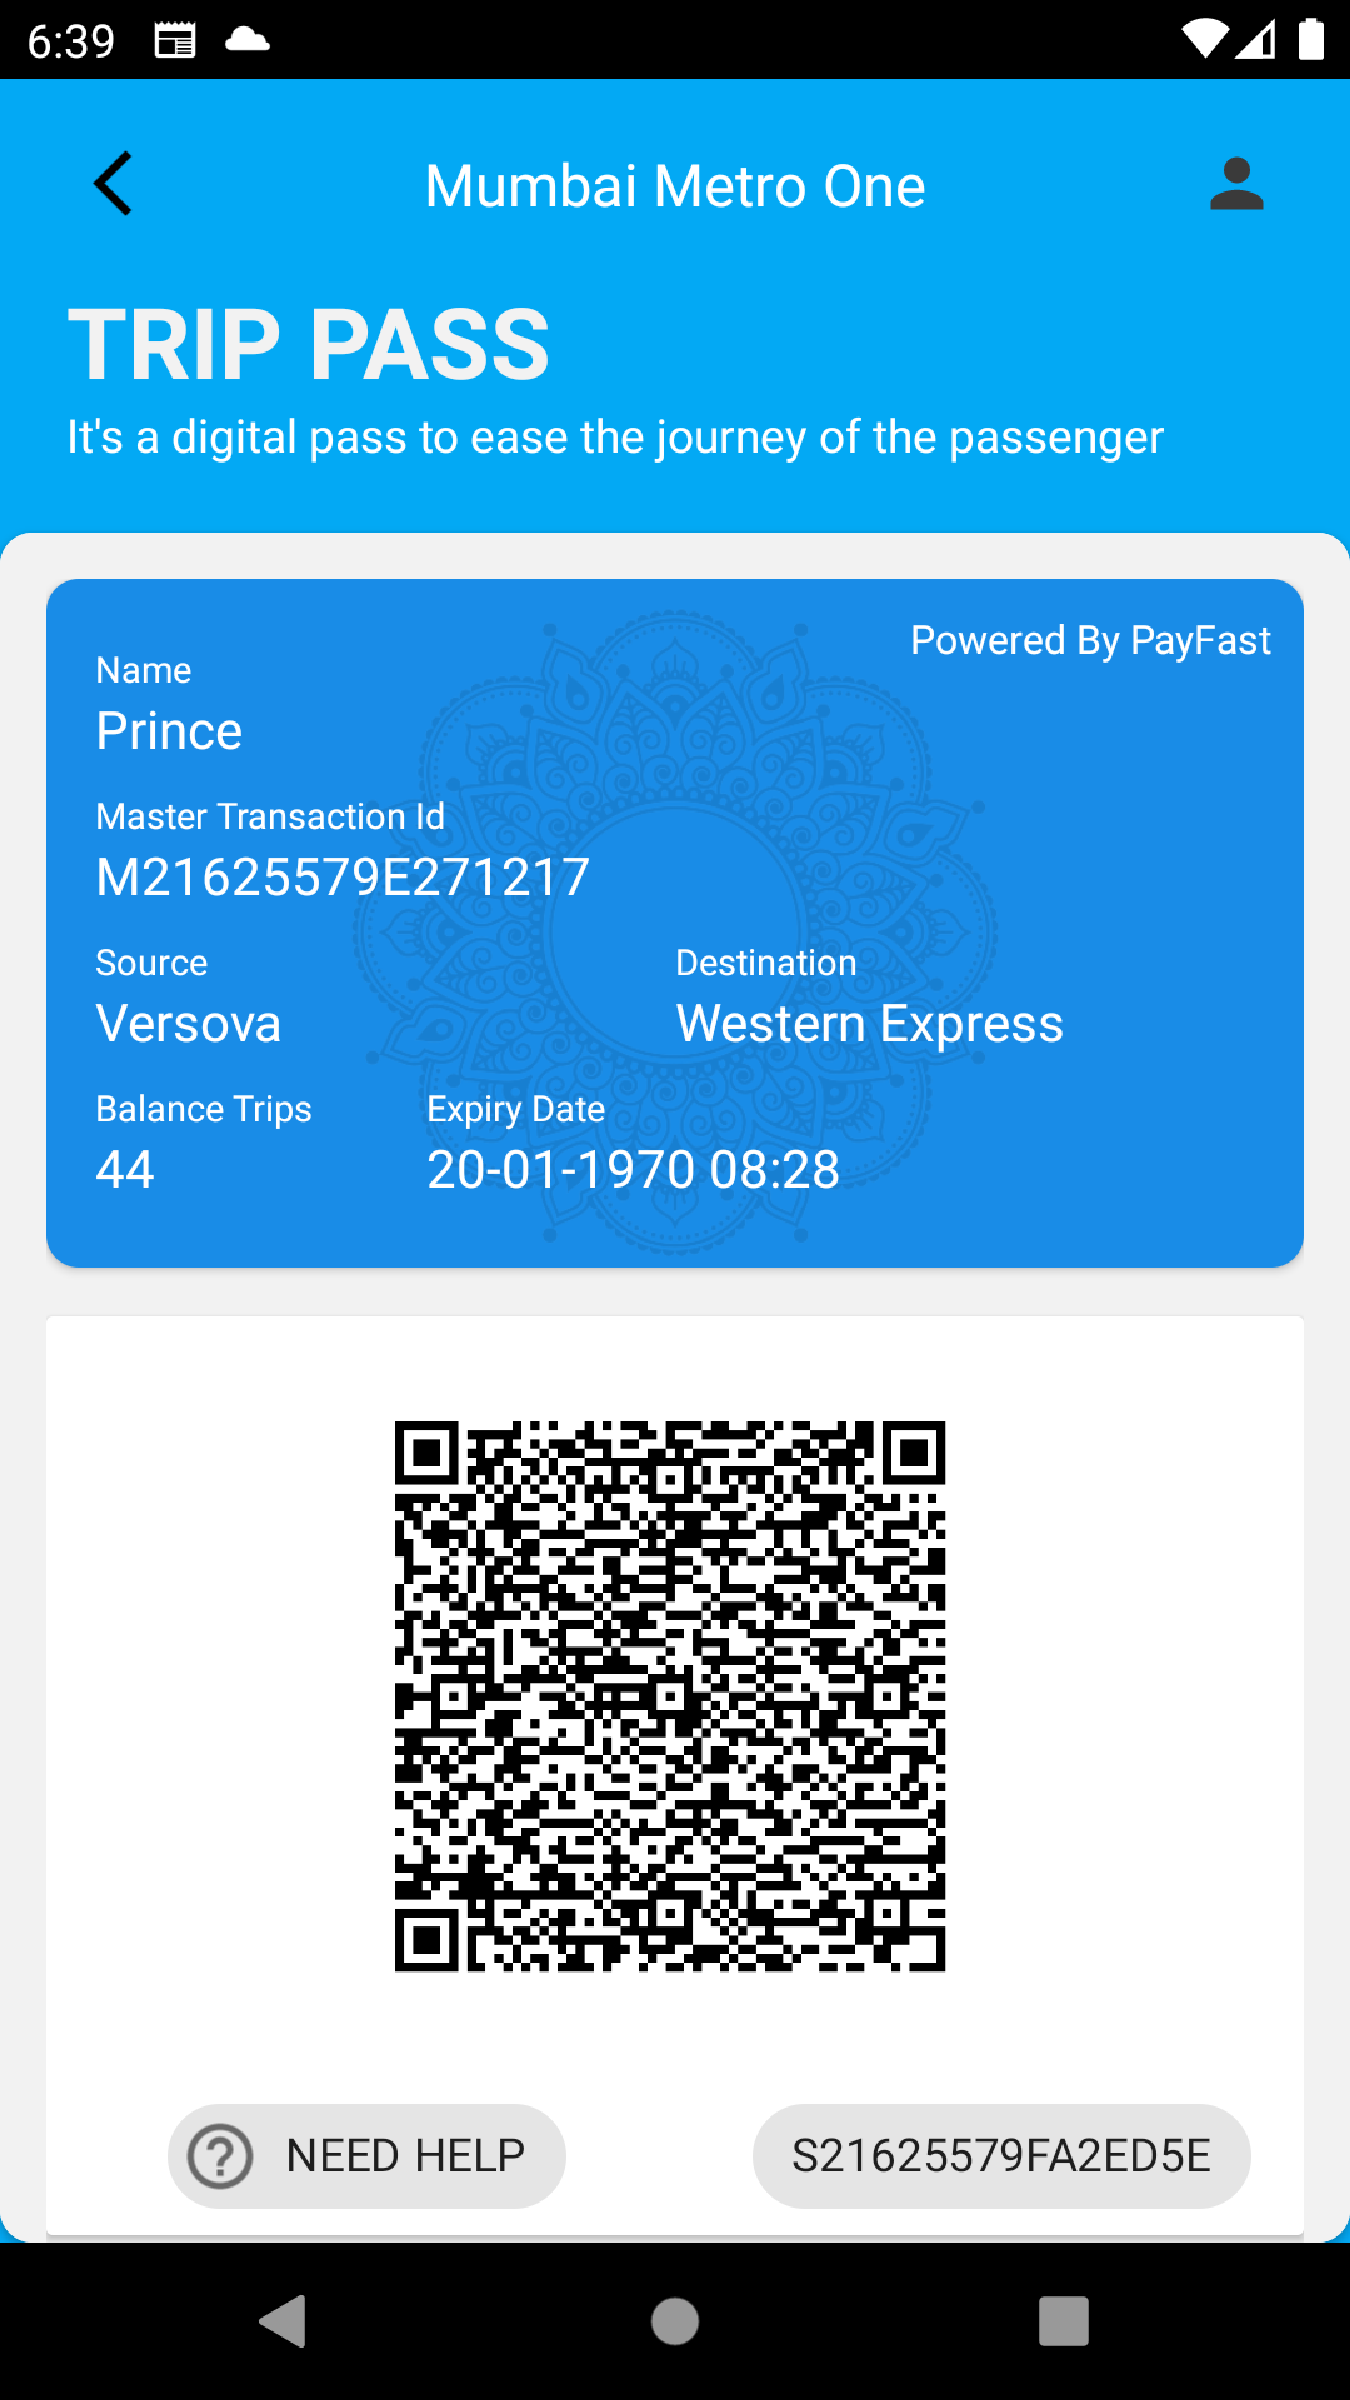 6:39
Mumbai Metro One
TRIP PASS
It's a digital pass to ease the journey of the passenger
Powered By PayFast
Name
Prince
Master Transaction Id
M21625579E271217
Source
Destination
Versova
Western Express
Balance Trips
Expiry Date
44
20-01-1970 08:28
NEED HELP
S21625579FA2ED5E